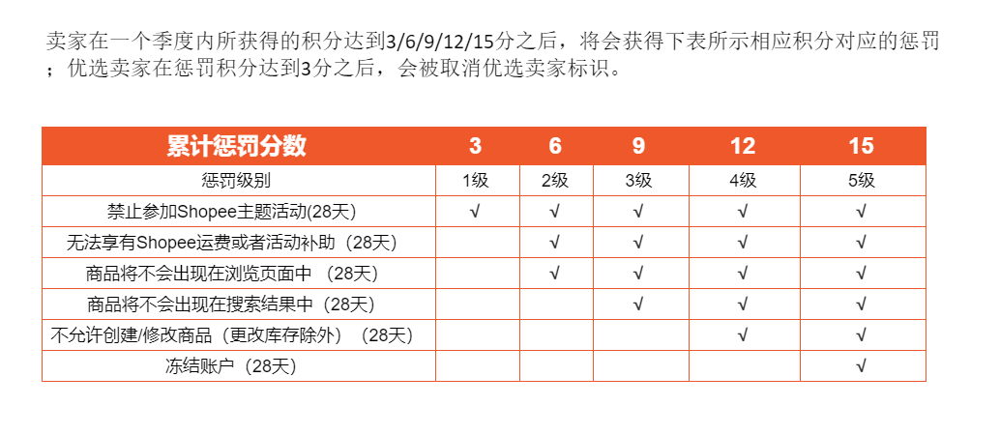 卖家在一个季度内所获得的积分达到3/6/9/12/15分之后，将会获得下表所示相应积分对应的惩罚
；优选卖家在惩罚积分达到3分之后，会被取消优选卖家标识。
累计惩罚分数 3 6 9 12 15
惩罚级别 1级 2级 3级 4级 5级
禁止参加Shopee主题活动(28天） √ √ √ √ √
无法享有Shopee运费或者活动补助（28天） √ √ √ √
商品将不会出现在浏览页面中 （28天） √ √ √ √
商品将不会出现在搜索结果中（28天） √ √ √
不允许创建/修改商品（更改库存除外）（28天） √ √
冻结账户（28天） √